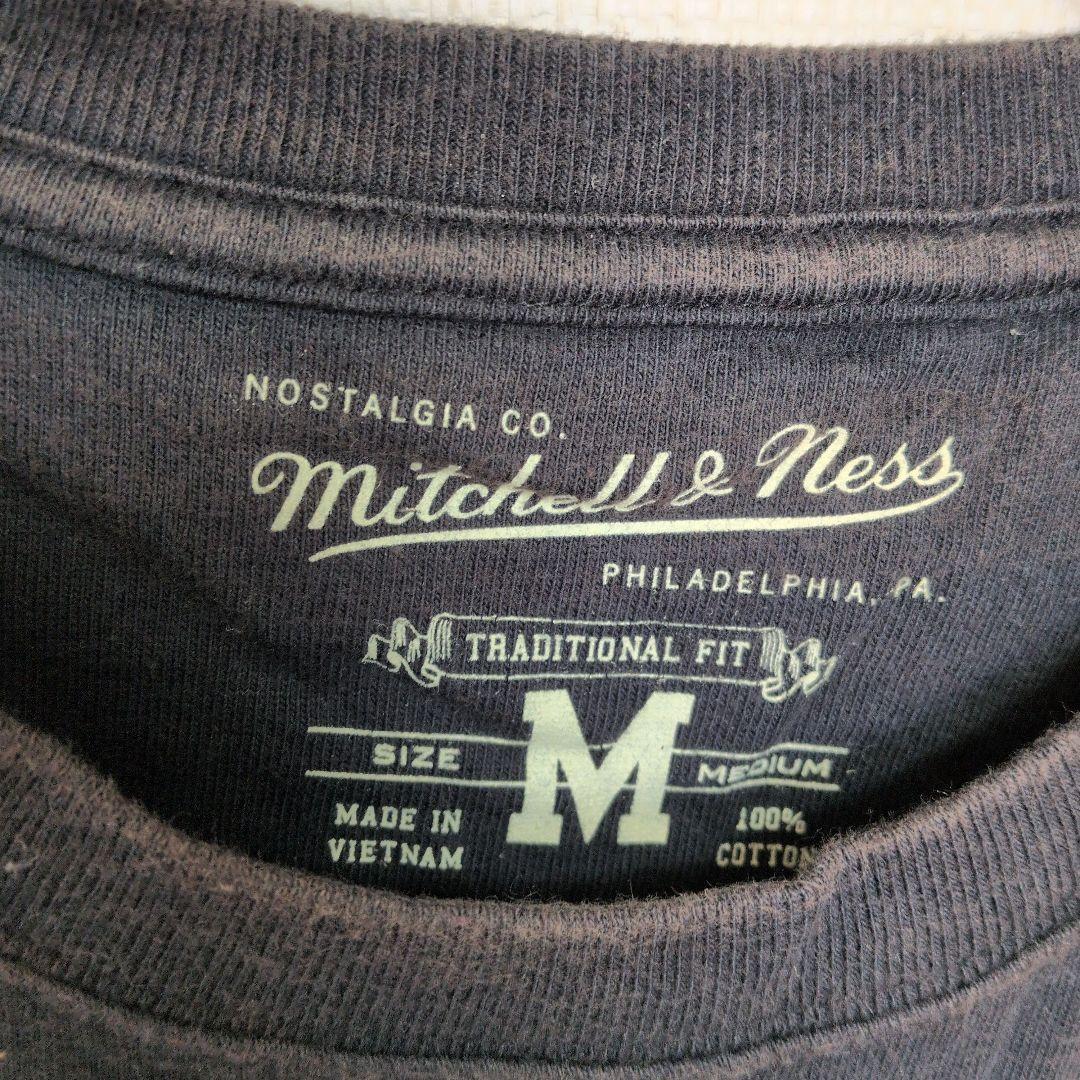 NOSTALGIA CO.
Mitchell & Ness
PHILADELPHIA, PA.
TRADITIONAL FIT
SIZE M MEDIUM
MADE IN 100%
VIETNAM COTTON